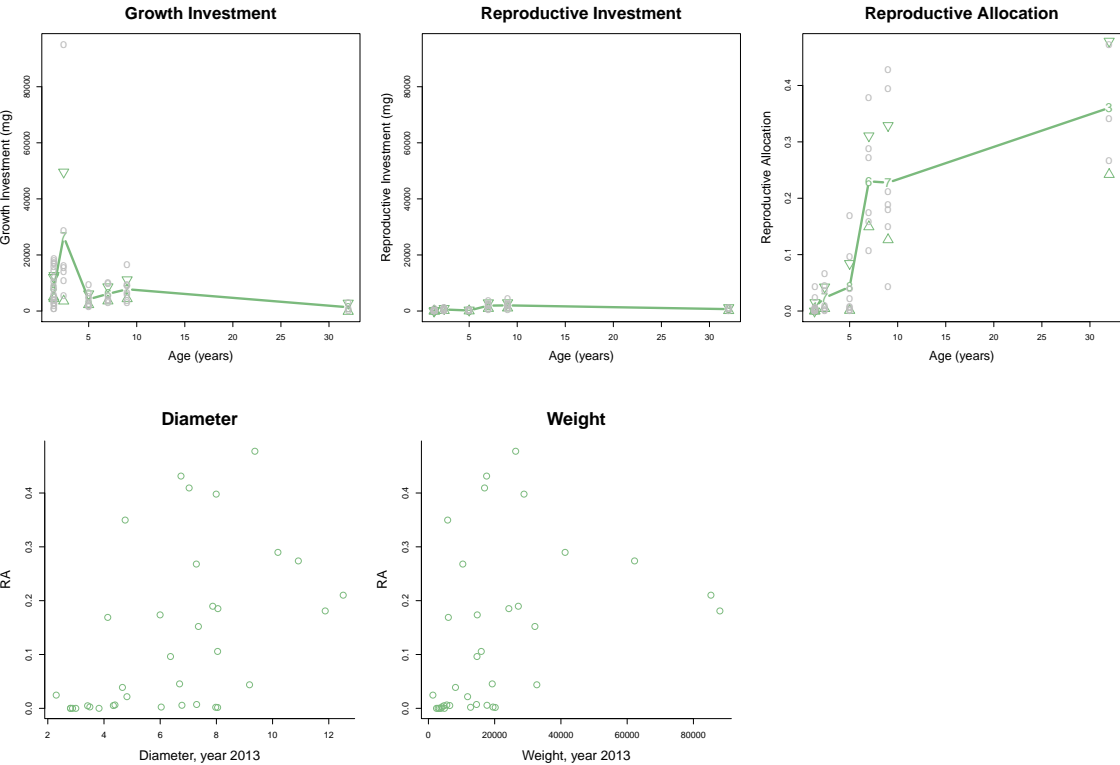 Growth Investment
Growth Investment (mg)
0 20000 40000 60000 80000
7
5 10 15 20 25 30
Age (years)
Reproductive Investment
Reproductive Investment (mg)
0 20000 40000 60000 80000
5 10 15 20 25 30
Age (years)
Reproductive Allocation
Reproductive Allocation
0.0 0.1 0.2 0.3 0.4
6 7 3
5 10 15 20 25 30
Age (years)
Diameter
RA
0.0 0.1 0.2 0.3 0.4
2 4 6 8 10 12
Diameter, year 2013
Weight
RA
0.0 0.1 0.2 0.3 0.4
0 20000 40000 60000 80000
Weight, year 2013